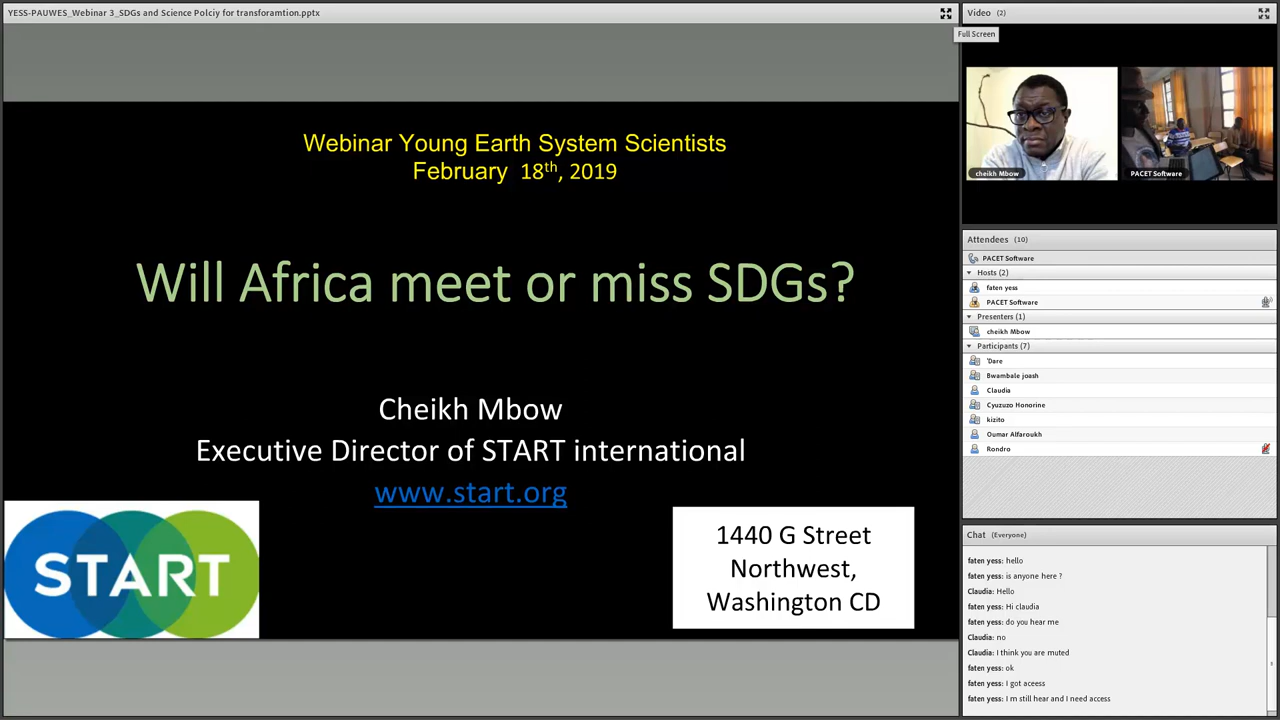 YESS-PAUWES_Webinar 3_SDGs and Science Polciy for transforamtion.pptx
Full Screen
Webinar Young Earth System Scientists
February 18th, 2019
Will Africa meet or miss SDGs?
Cheikh Mbow
Executive Director of START international
www.start.org
START
1440 G Street
Northwest,
Washington CD
Video (2)
cheikh Mbow
PACET Software
Attendees (10)
PACET Software
Hosts (2)
faten yess
PACET Software
Presenters (1)
cheikh Mbow
Participants (7)
'Dare
Bwambale joash
Claudia
Cyuzuzo Honorine
kizito
Oumar Alfaroukh
Rondro
Chat (Everyone)
faten yess: hello
faten yess: is anyone here ?
Claudia: Hello
faten yess: Hi claudia
faten yess: do you hear me
Claudia: no
Claudia: I think you are muted
faten yess: ok
faten yess: I got aceess
faten yess: I m still hear and I need access